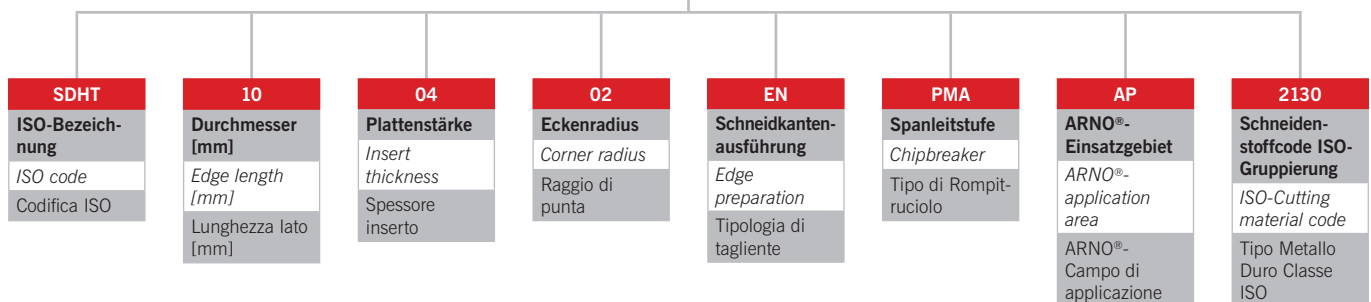 SDHT
ISO-Bezeich-
nung
ISO code
Codifica ISO
10
Durchmesser
[mm]
Edge length
[mm]
Lunghezza lato
[mm]
04
Plattenstärke
Insert
thickness
Spessore
inserto
02
Eckenradius
Corner radius
Raggio di
punta
EN
Schneidkanten-
ausführung
Edge
preparation
Tipologia di
tagliente
PMA
Spanleitstufe
Chipbreaker
Tipo di Rompit-
ruciolo
AP
ARNO®-
Einsatzgebiet
ARNO®-
application
area
ARNO®-
Campo di
applicazione
2130
Schneiden-
stoffcode ISO-
Gruppierung
ISO-Cutting
material code
Tipo Metallo
Duro Classe
ISO